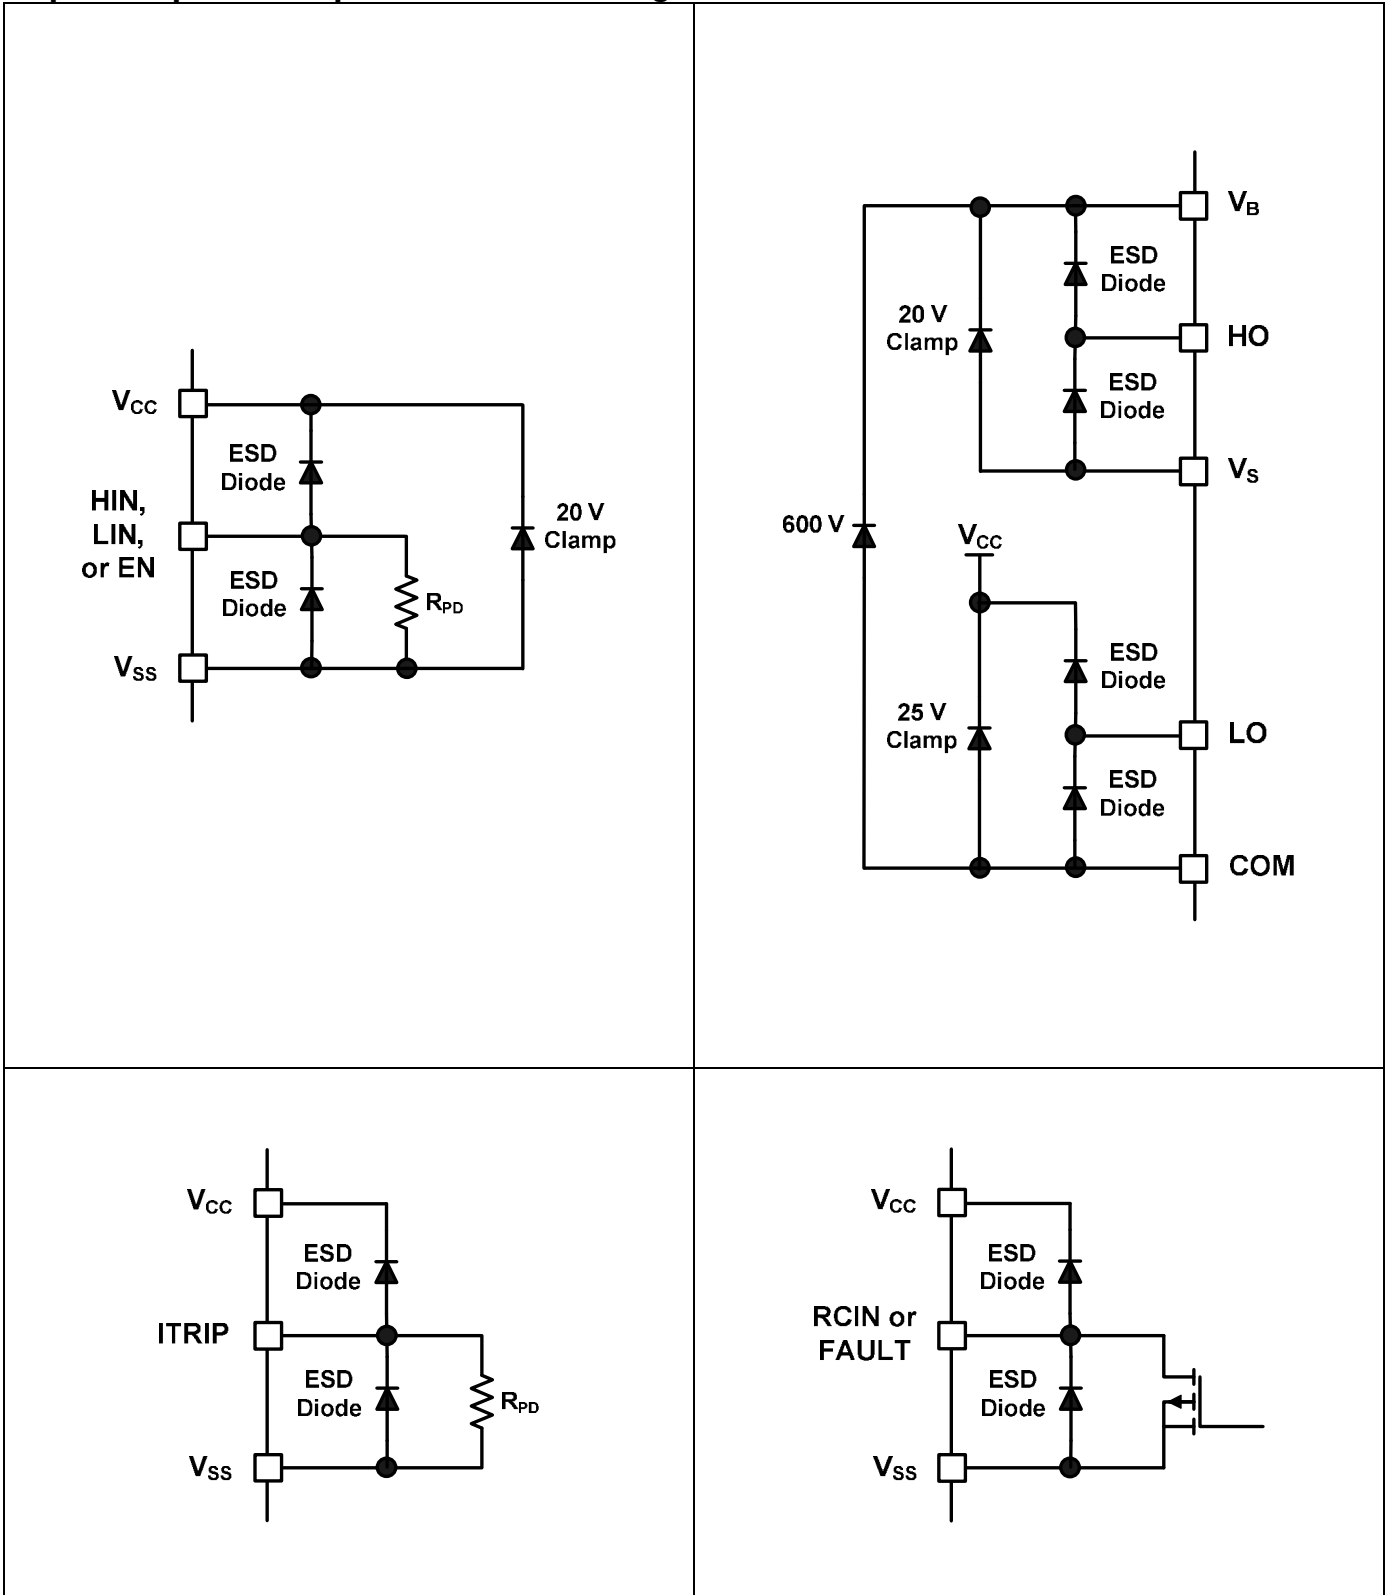 VCC
ESD
Diode
HIN,
LIN,
or EN
ESD
Diode
RPD
20 V
Clamp
VSS
VB
ESD
Diode
20 V
Clamp
HO
ESD
Diode
VS
600 V
VCC
ESD
Diode
25 V
Clamp
LO
ESD
Diode
COM
VCC
ESD
Diode
ITRIP
ESD
Diode
RPD
VSS
VCC
ESD
Diode
RCIN or
FAULT
ESD
Diode
VSS